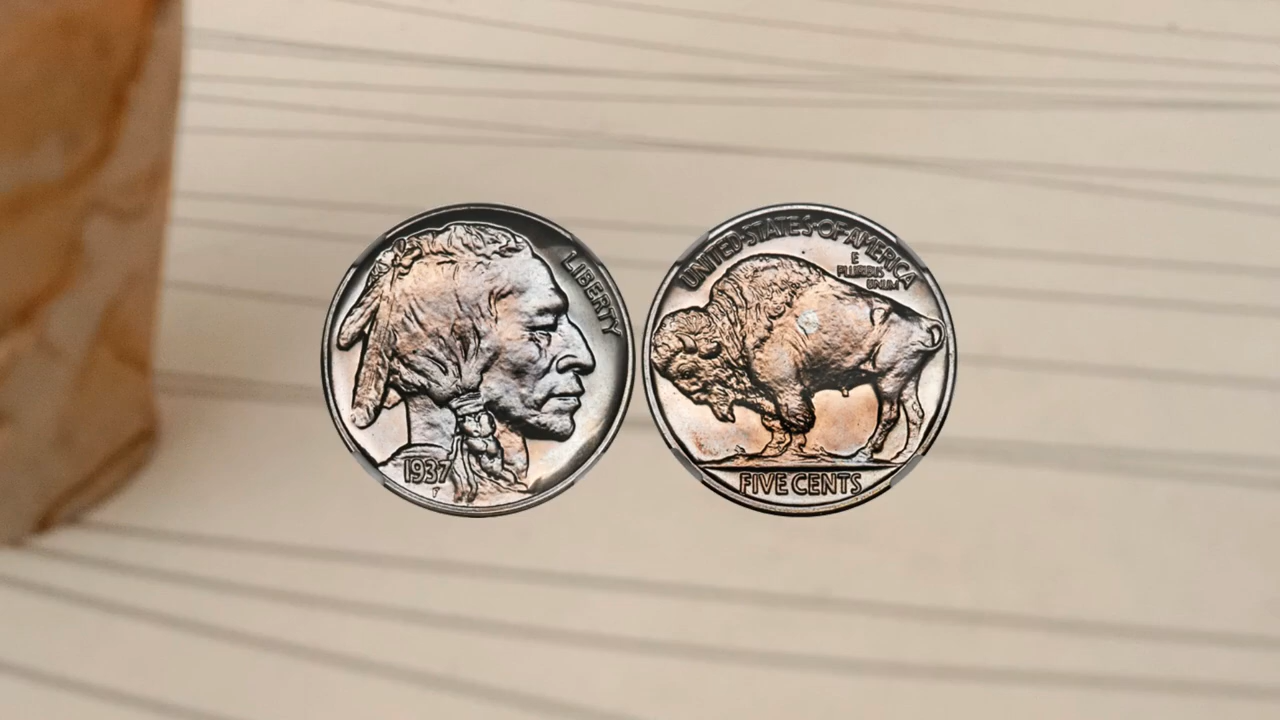 LIBERTY
1937
F
UNITED·STATES·OF·AMERICA
E
PLURIBUS
UNUM
FIVE CENTS